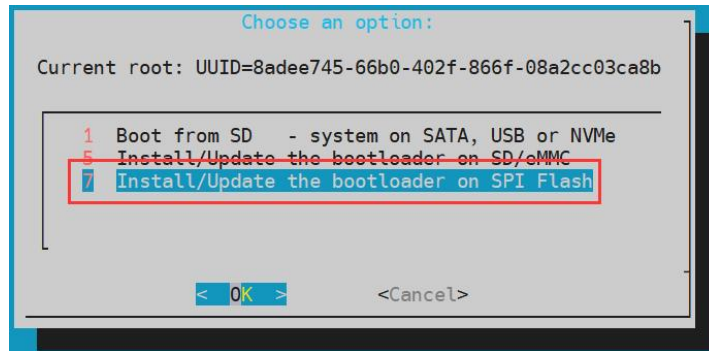 Choose an option:
Current root: UUID=8adee745-66b0-402f-866f-08a2cc03ca8b
1 Boot from SD - system on SATA, USB or NVMe
5 Install/Update the bootloader on SD/eMMC
7 Install/Update the bootloader on SPI Flash
< OK > <Cancel>